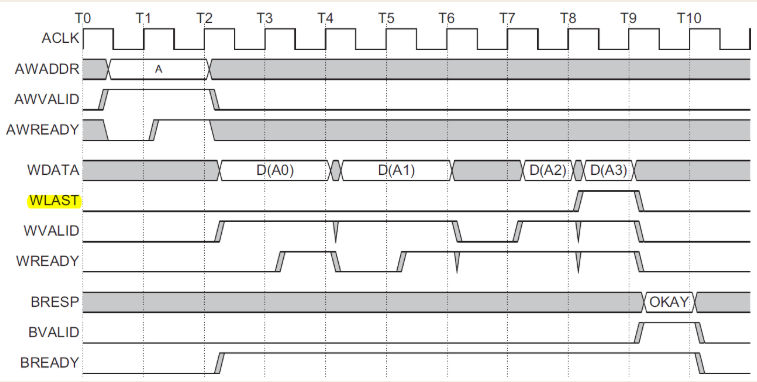 T0 T1 T2 T3 T4 T5 T6 T7 T8 T9 T10
ACLK
AWADDR A
AWVALID
AWREADY
WDATA D(A0) D(A1) D(A2) D(A3)
WLAST
WVALID
WREADY
BRESP OKAY
BVALID
BREADY